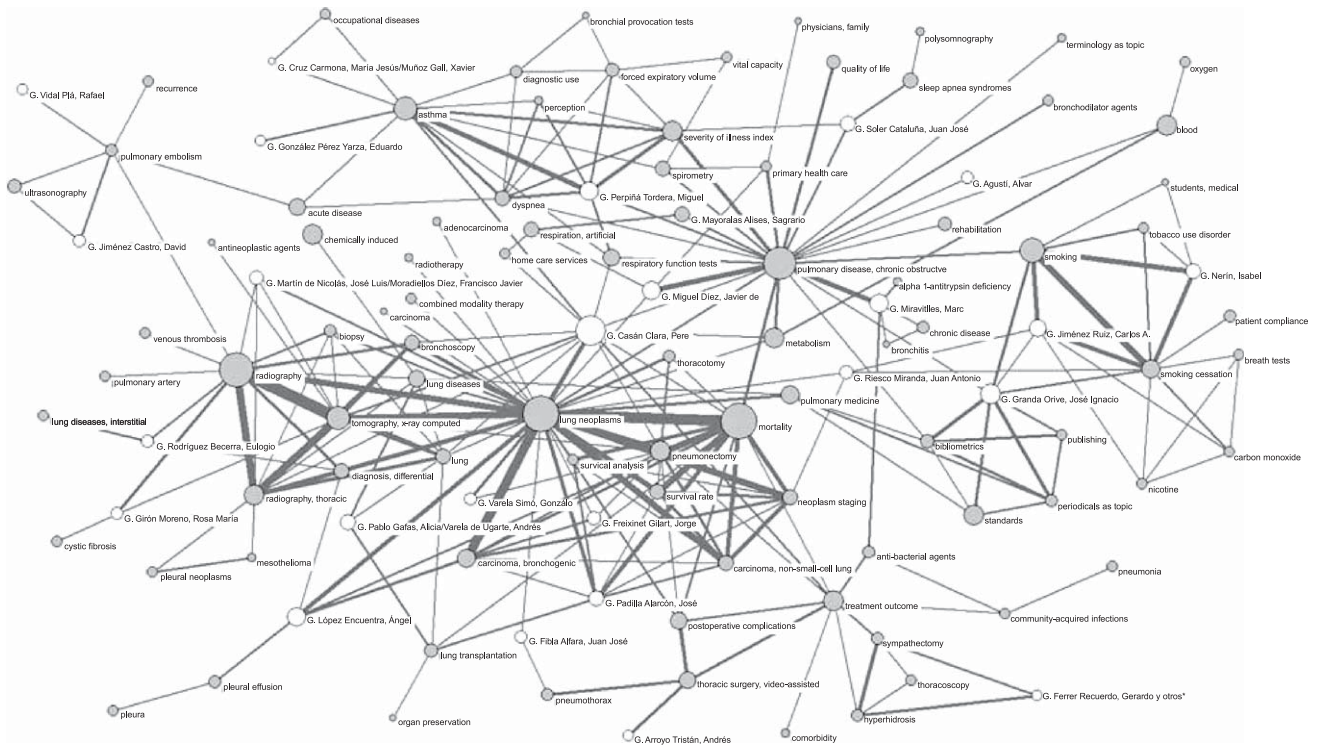 occupational diseases
bronchial provocation tests
physicians, family
polysomnography
terminology as topic
G. Cruz Carmona, María Jesús/Muñoz Gall, Xavier
diagnostic use
forced expiratory volume
vital capacity
quality of life
sleep apnea syndromes
oxygen
G. Vidal Plá, Rafael
recurrence
asthma
perception
bronchodilator agents
blood
G. González Pérez Yarza, Eduardo
severity of illness index
G. Soler Cataluña, Juan José
pulmonary embolism
spirometry
primary health care
G. Agustí, Alvar
students, medical
ultrasonography
acute disease
dyspnea
G. Perpiñá Tordera, Miguel
G. Mayoralas Alises, Sagrario
rehabilitation
tobacco use disorder
G. Jiménez Castro, David
antineoplastic agents
chemically induced
adenocarcinoma
respiration, artificial
home care services
respiratory function tests
pulmonary disease, chronic obstructve
smoking
G. Nerín, Isabel
radiotherapy
G. Martín de Nicolás, José Luis/Moradiellos Díez, Francisco Javier
combined modality therapy
G. Miguel Díez, Javier de
alpha 1-antitrypsin deficiency
G. Miravitlles, Marc
carcinoma
venous thrombosis
biopsy
bronchoscopy
G. Casán Clara, Pere
metabolism
chronic disease
bronchitis
G. Jiménez Ruiz, Carlos A.
patient compliance
thoracotomy
breath tests
pulmonary artery
radiography
lung diseases
G. Riesco Miranda, Juan Antonio
smoking cessation
pulmonary medicine
G. Granda Orive, José Ignacio
lung diseases, interstitial
tomography, x-ray computed
lung neoplasms
mortality
G. Rodríguez Becerra, Eulogio
bibliometrics
publishing
lung
survical analysis
pneumonectomy
carbon monoxide
diagnosis, differential
radiography, thoracic
G. Varela Simó, Gonzálo
survival rate
neoplasm staging
nicotine
periodicals as topic
G. Girón Moreno, Rosa María
G. Pablo Gafas, Alicia/Varela de Ugarte, Andrés
G. Freixinet Gilart, Jorge
standards
cystic fibrosis
mesothelioma
pleural neoplasms
carcinoma, bronchogenic
carcinoma, non-small-cell lung
anti-bacterial agents
pneumonia
G. López Encuentra, Ángel
G. Padilla Alarcón, José
treatment outcome
community-acquired infections
postoperative complications
G. Fibla Alfara, Juan José
sympathectomy
lung transplantation
pleural effusion
thoracic surgery, video-assisted
thoracoscopy
pneumothorax
G. Ferrer Recuerdo, Gerardo y otros*
pleura
organ preservation
hyperhidrosis
G. Arroyo Tristán, Andrés
comorbidity